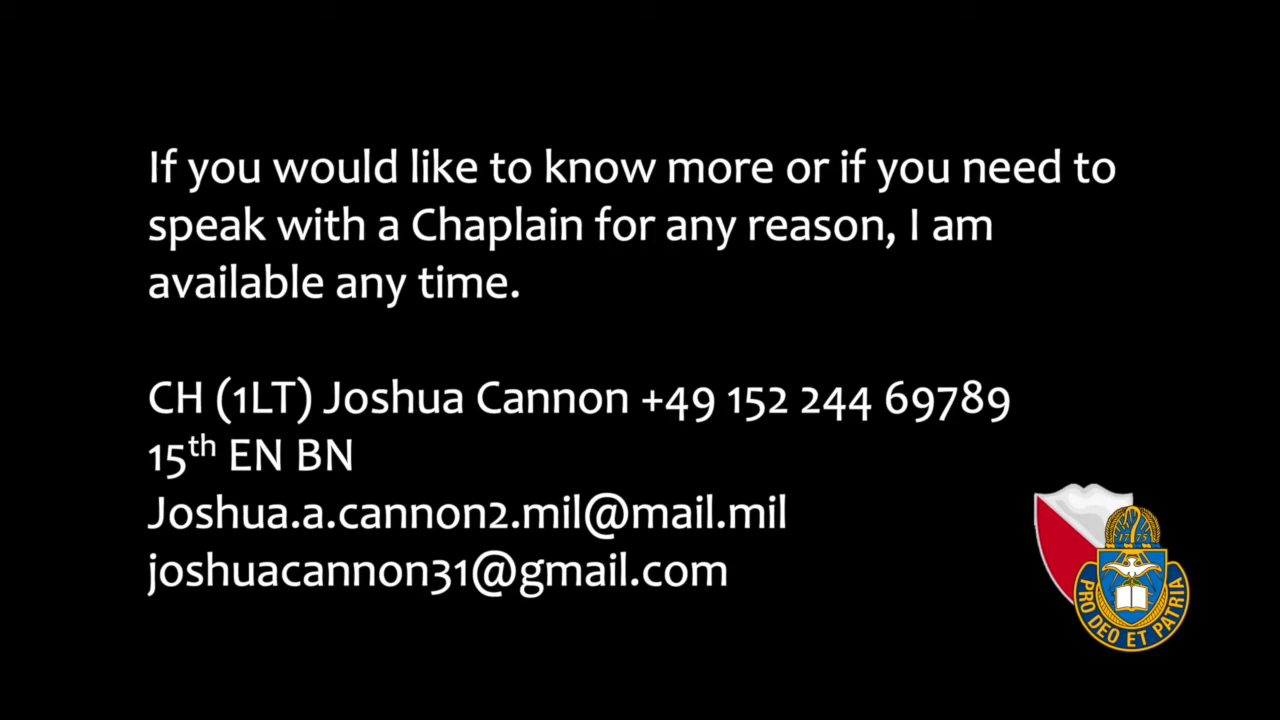 If you would like to know more or if you need to
speak with a Chaplain for any reason, I am
available any time.
CH (1LT) Joshua Cannon +49 152 244 69789
15th EN BN
Joshua.a.cannon2.mil@mail.mil
joshuacannon31@gmail.com
1775
PRO DEO ET PATRIA